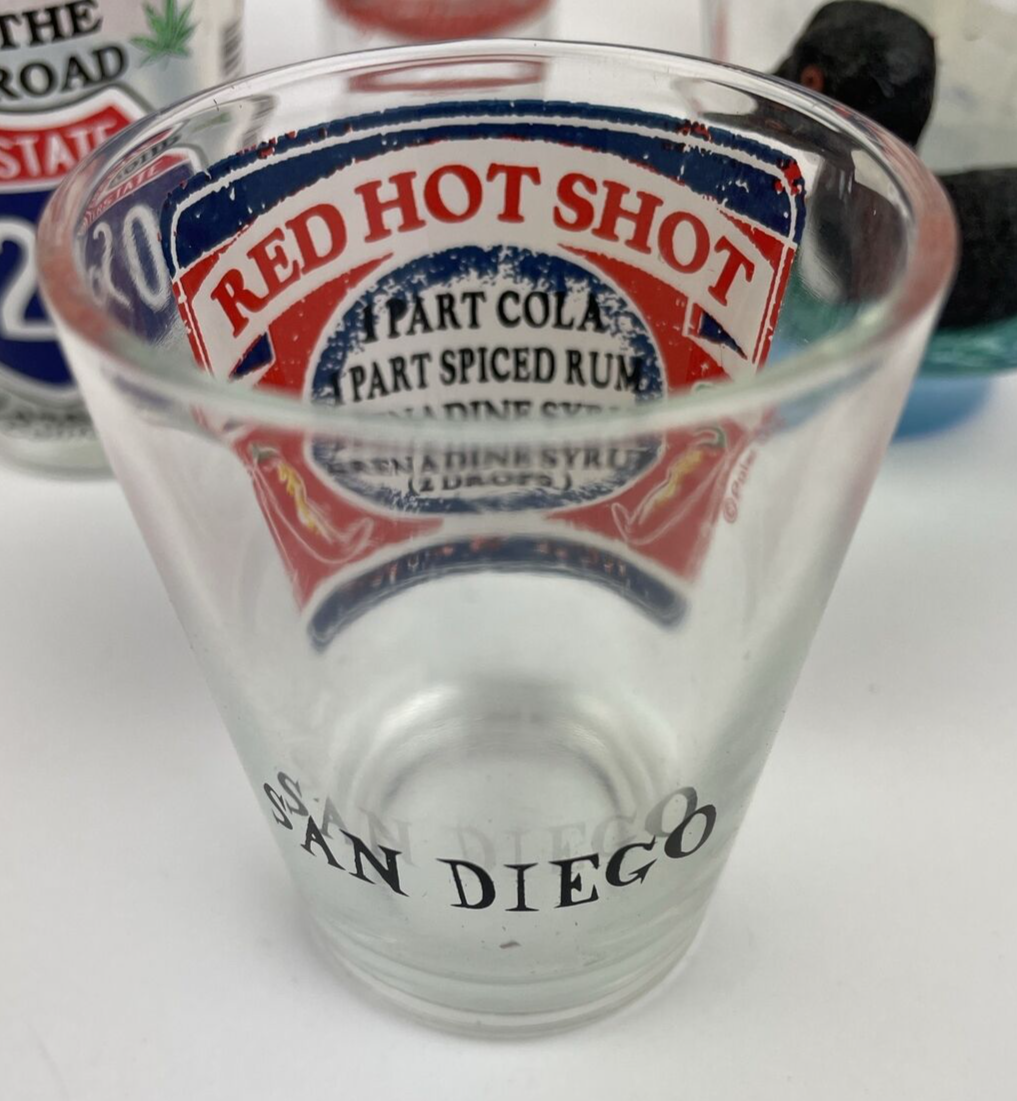 THE
ROAD
STATE
RED HOT SHOT
1 PART COLA
1 PART SPICED RUM
GRENADINE SYRUP
(2 DROPS)
SAN DIEGO